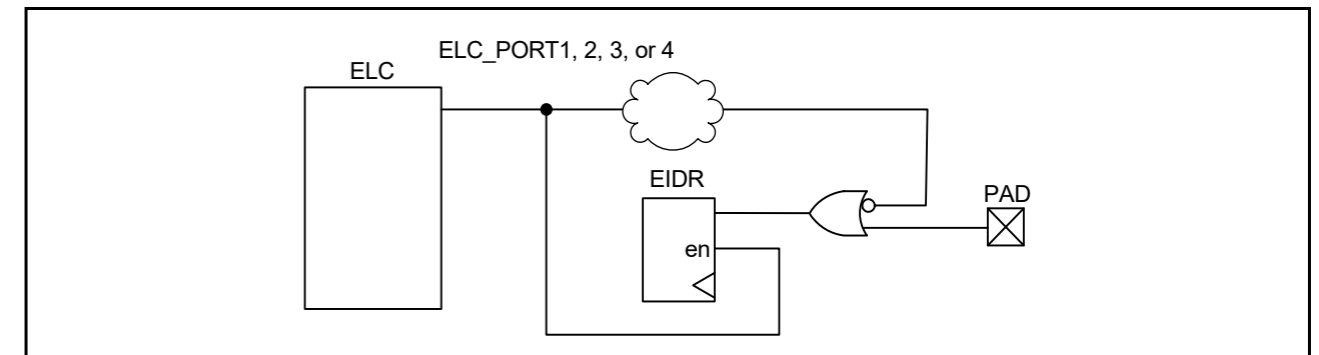 ELC_PORT1, 2, 3, or 4
ELC
EIDR
PAD
en